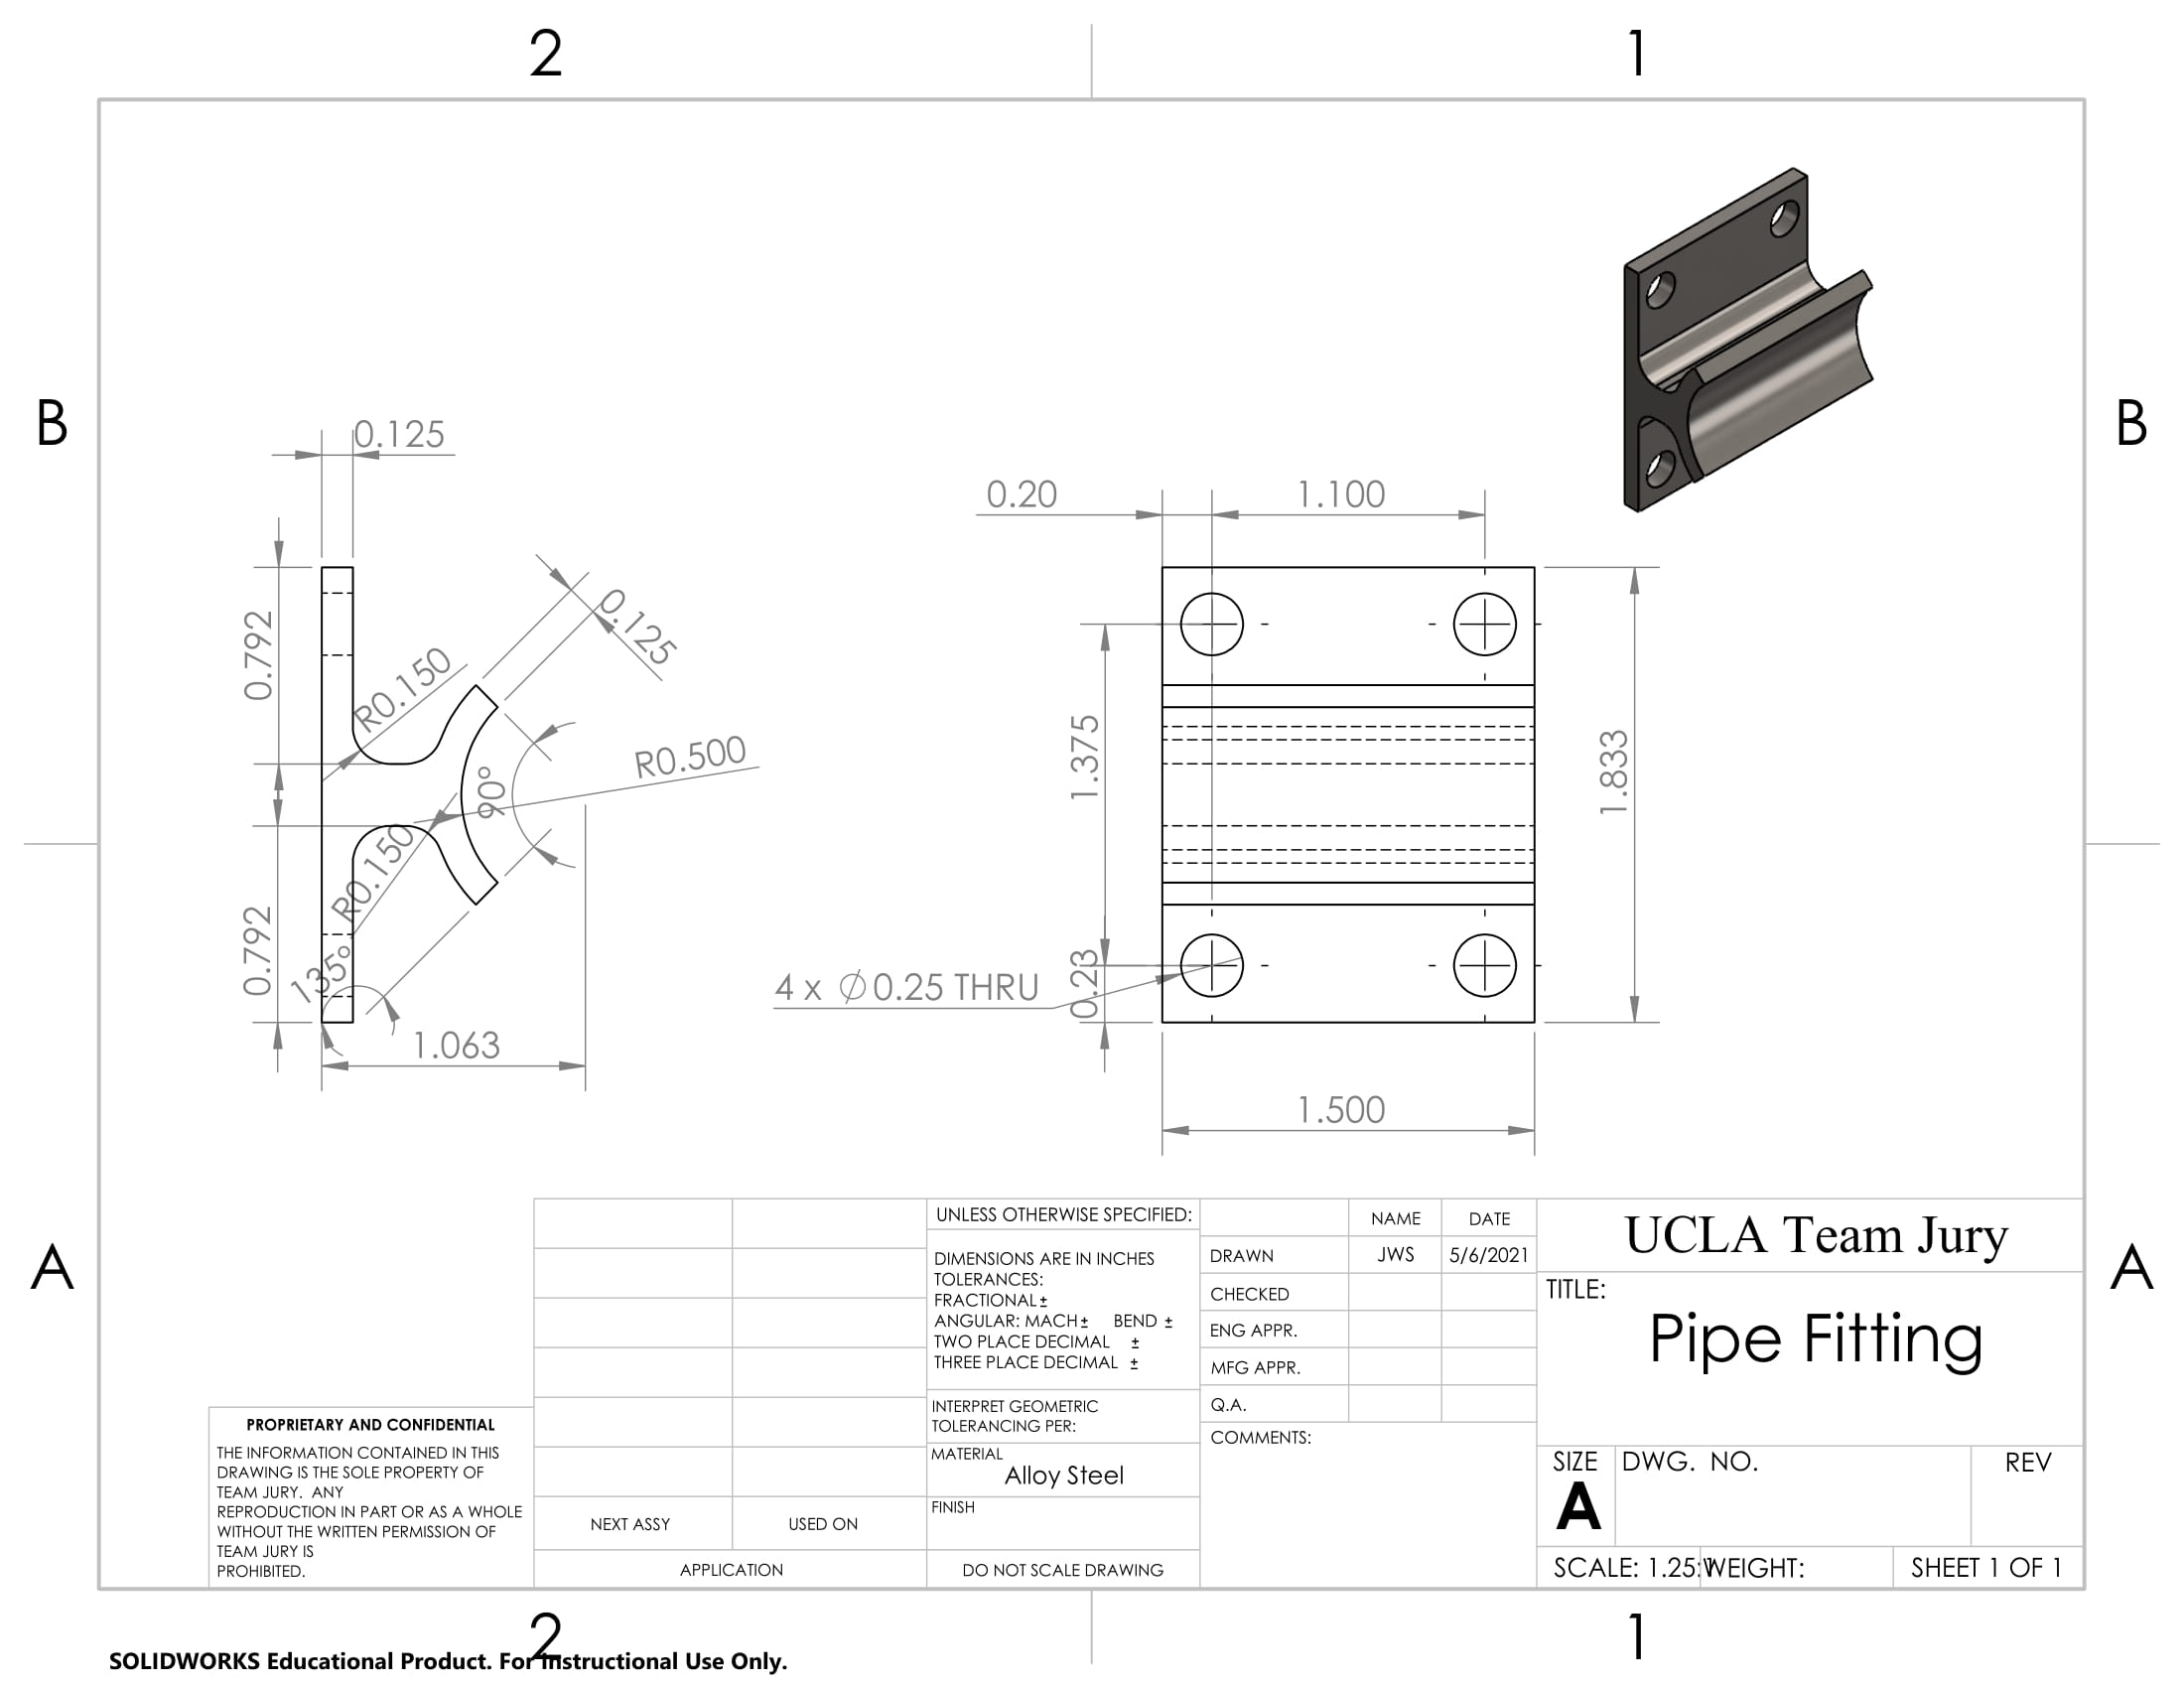 2
1
B
B
0.125
0.792
R0.150
0.125
R0.500
90°
R0.150
0.792
135°
1.063
0.20
1.100
1.375
1.833
4 x ∅0.25 THRU
0.23
1.500
A
A
UNLESS OTHERWISE SPECIFIED:
DIMENSIONS ARE IN INCHES
TOLERANCES:
FRACTIONAL ±
ANGULAR: MACH ± BEND ±
TWO PLACE DECIMAL ±
THREE PLACE DECIMAL ±
INTERPRET GEOMETRIC
TOLERANCING PER:
MATERIAL
Alloy Steel
FINISH
DO NOT SCALE DRAWING
NAME DATE
DRAWN JWS 5/6/2021
CHECKED
ENG APPR.
MFG APPR.
Q.A.
COMMENTS:
UCLA Team Jury
TITLE:
Pipe Fitting
SIZE DWG. NO. REV
A
SCALE: 1.25:1 WEIGHT: SHEET 1 OF 1
PROPRIETARY AND CONFIDENTIAL
THE INFORMATION CONTAINED IN THIS
DRAWING IS THE SOLE PROPERTY OF
TEAM JURY. ANY
REPRODUCTION IN PART OR AS A WHOLE
WITHOUT THE WRITTEN PERMISSION OF
TEAM JURY IS
PROHIBITED.
NEXT ASSY USED ON
APPLICATION
2
1
SOLIDWORKS Educational Product. For Instructional Use Only.